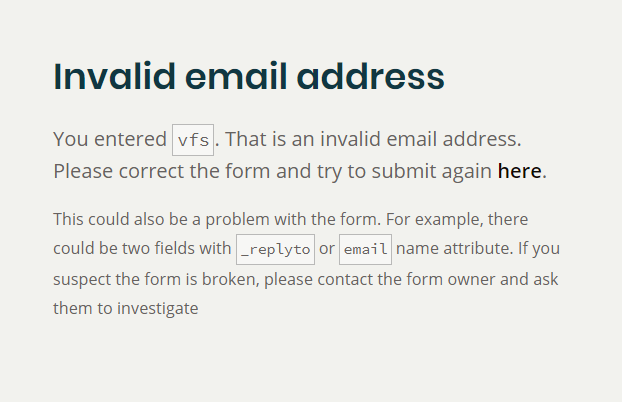 Invalid email address
You entered vfs. That is an invalid email address.
Please correct the form and try to submit again here.
This could also be a problem with the form. For example, there
could be two fields with _replyto or email name attribute. If you
suspect the form is broken, please contact the form owner and ask
them to investigate